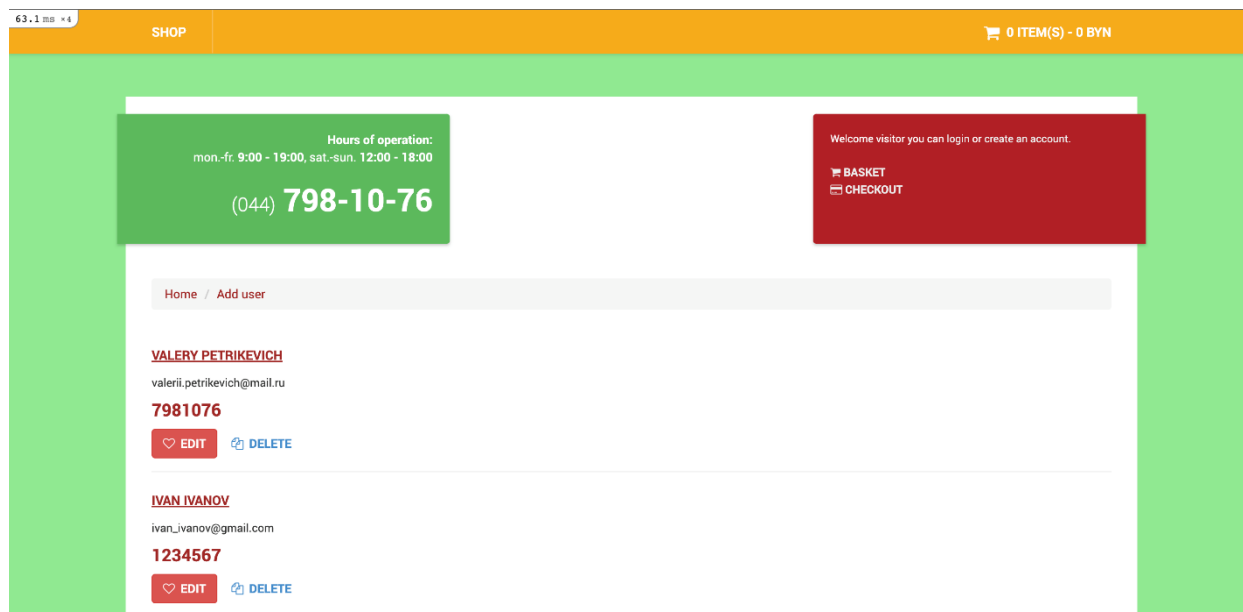 63.1 ms ×4
SHOP
0 ITEM(S) - 0 BYN
Hours of operation:
mon.-fr. 9:00 - 19:00, sat.-sun. 12:00 - 18:00
(044) 798-10-76
Welcome visitor you can login or create an account.
BASKET
CHECKOUT
Home / Add user
VALERY PETRIKEVICH
valerii.petrikevich@mail.ru
7981076
EDIT DELETE
IVAN IVANOV
ivan_ivanov@gmail.com
1234567
EDIT DELETE